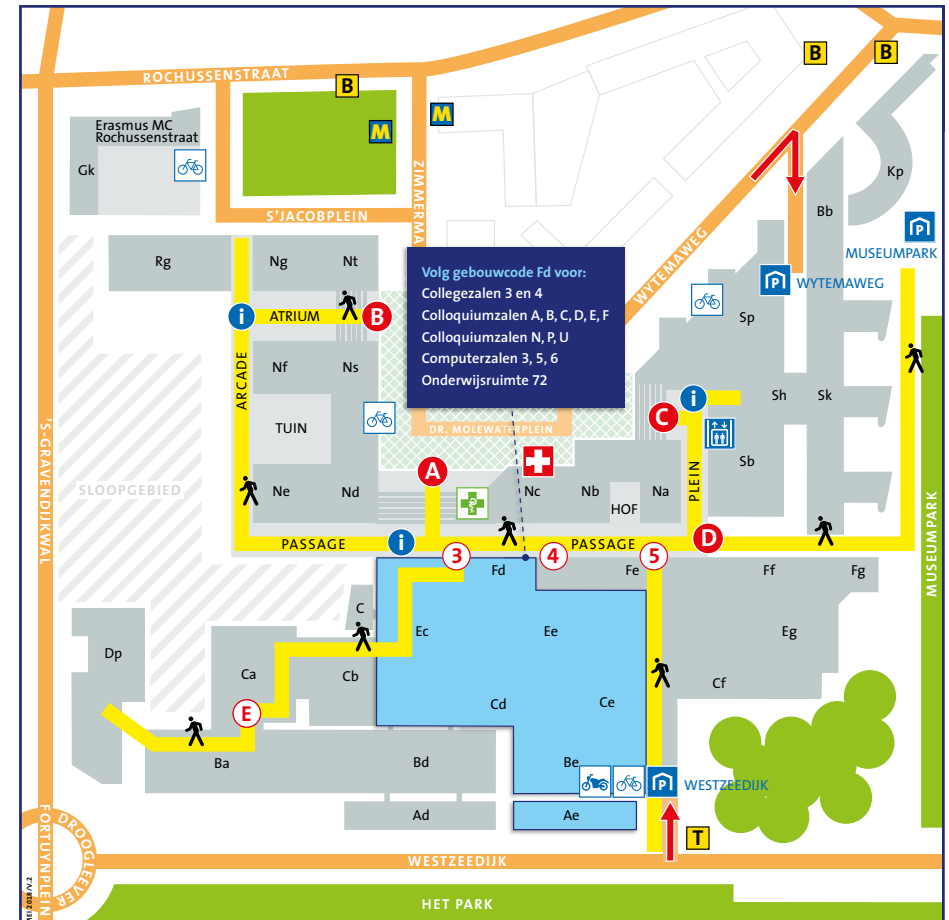 ROCHUSSENSTRAAT
B
B
B
M
M
Erasmus MC
Rochussenstraat
Gk
ZIMMERMA
S'JACOBPLEIN
Kp
Bb
MUSEUMPARK
P
Rg
Ng
Nt
WYTEMAWEG
P
WYTEMAWEG
Volg gebouwcode Fd voor:
Collegezalen 3 en 4
Colloquiumzalen A, B, C, D, E, F
Colloquiumzalen N, P, U
Computerzalen 3, 5, 6
Onderwijsruimte 72
i
ATRIUM
B
Sp
ARCADE
Nf
Ns
Sh
Sk
i
C
TUIN
DR. MOLEWATERPLEIN
'S-GRAVENDIJKWAL
SLOOPGEBIED
A
Sb
PLEIN
Ne
Nd
Nc
Nb
Na
HOF
PASSAGE
i
PASSAGE
D
3
4
5
MUSEUMPARK
Fd
Fe
Ff
Fg
C
Ec
Ee
Eg
Dp
Ca
Cb
Cf
Cd
Ce
E
Ba
Bd
Be
P
WESTZEEDIJK
Ad
Ae
T
DROOGLEEVER
FORTUYNPLEIN
WESTZEEDIJK
HET PARK
MEI 2018/V.2